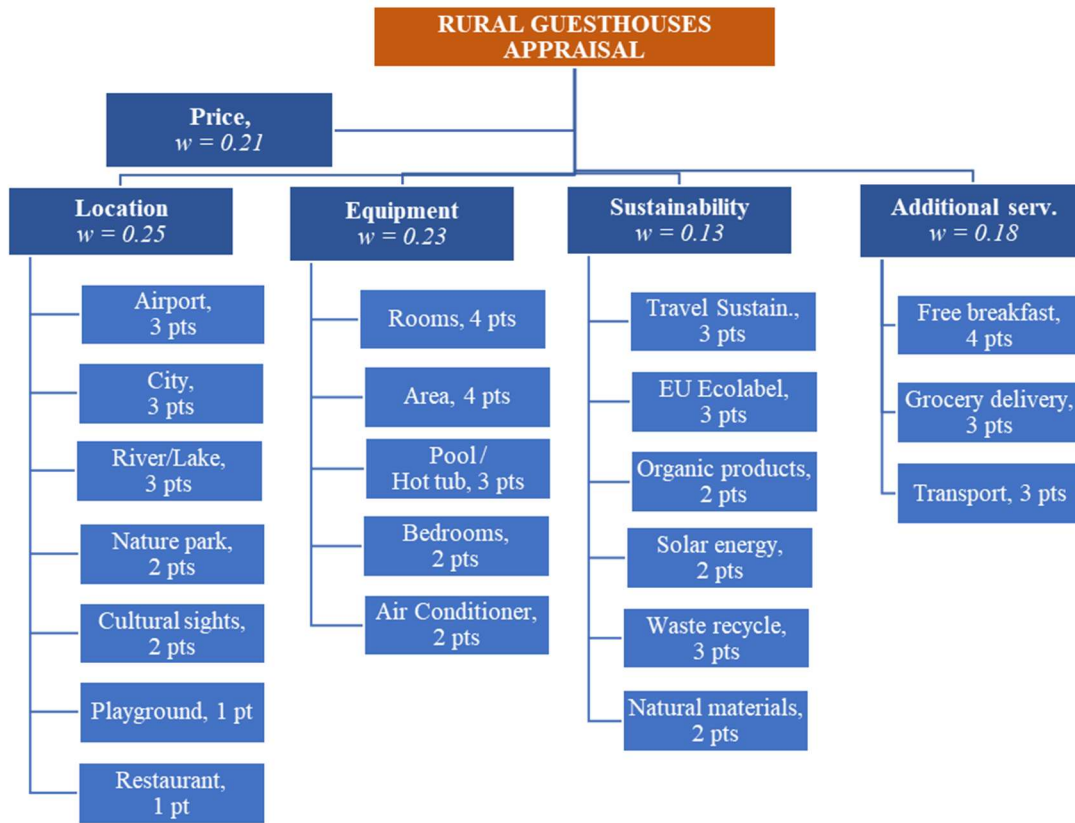 RURAL GUESTHOUSES
APPRAISAL
Price,
w = 0.21
Location
w = 0.25
Airport,
3 pts
City,
3 pts
River/Lake,
3 pts
Nature park,
2 pts
Cultural sights,
2 pts
Playground, 1 pt
Restaurant,
1 pt
Equipment
w = 0.23
Rooms, 4 pts
Area, 4 pts
Pool /
Hot tub, 3 pts
Bedrooms,
2 pts
Air Conditioner,
2 pts
Sustainability
w = 0.13
Travel Sustain.,
3 pts
EU Ecolabel,
3 pts
Organic products,
2 pts
Solar energy,
2 pts
Waste recycle,
3 pts
Natural materials,
2 pts
Additional serv.
w = 0.18
Free breakfast,
4 pts
Grocery delivery,
3 pts
Transport, 3 pts